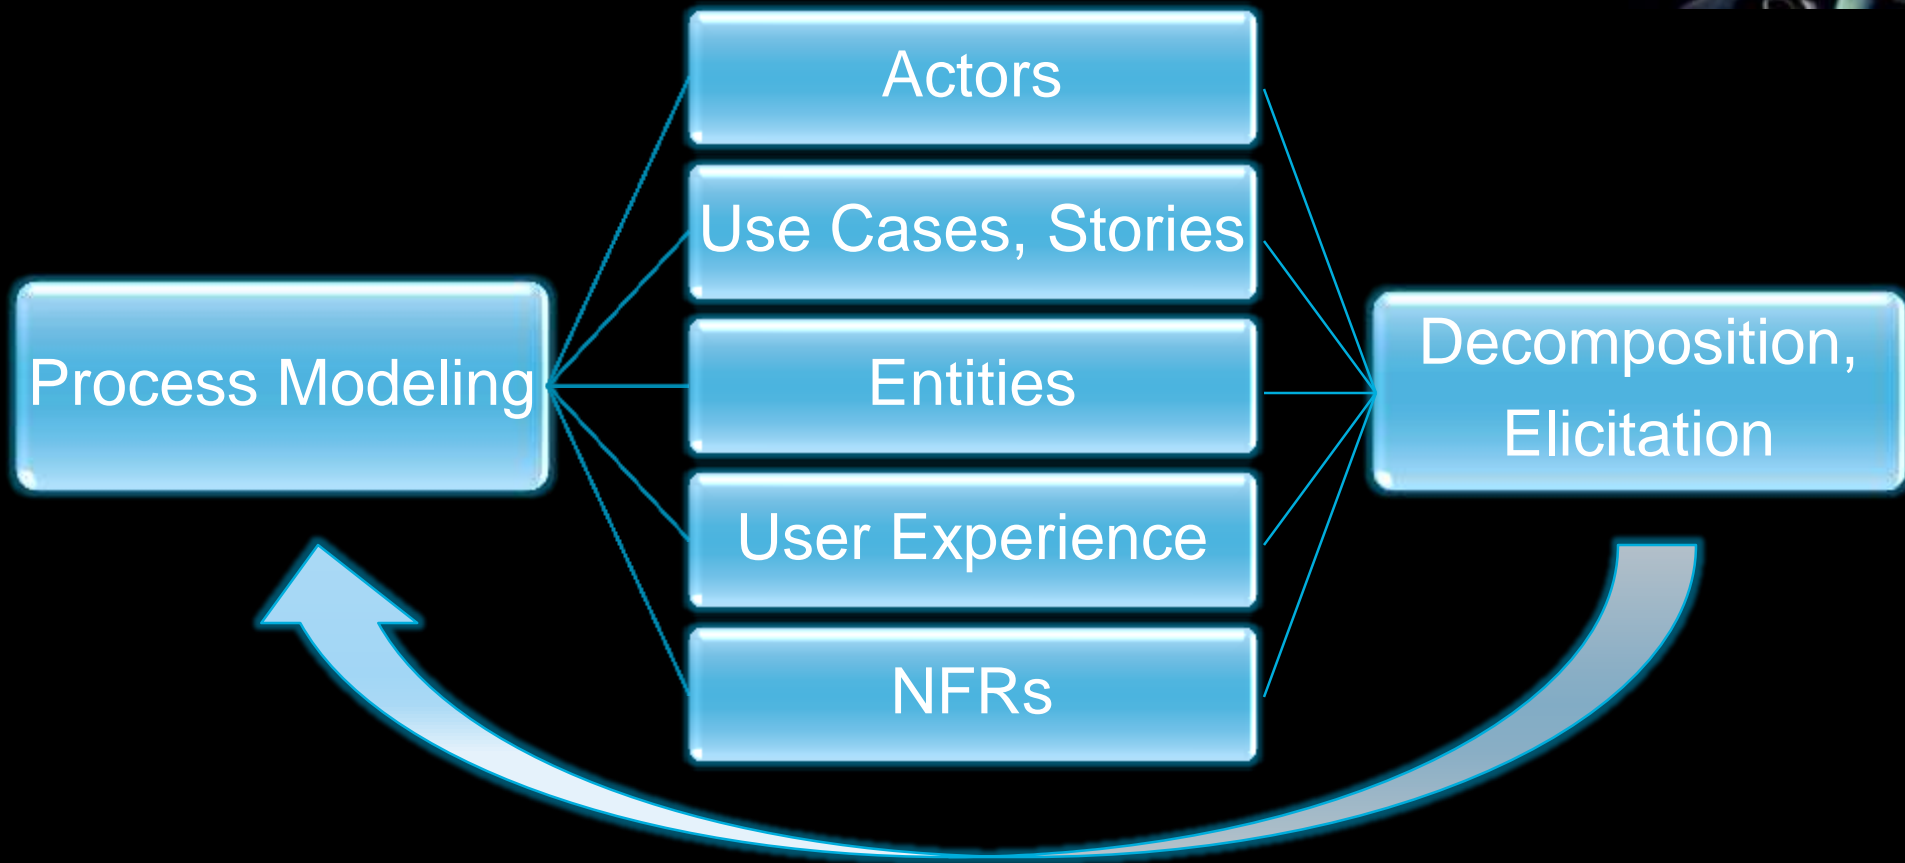 Actors
Use Cases, Stories
Process Modeling
Entities
Decomposition,
Elicitation
User Experience
NFRs